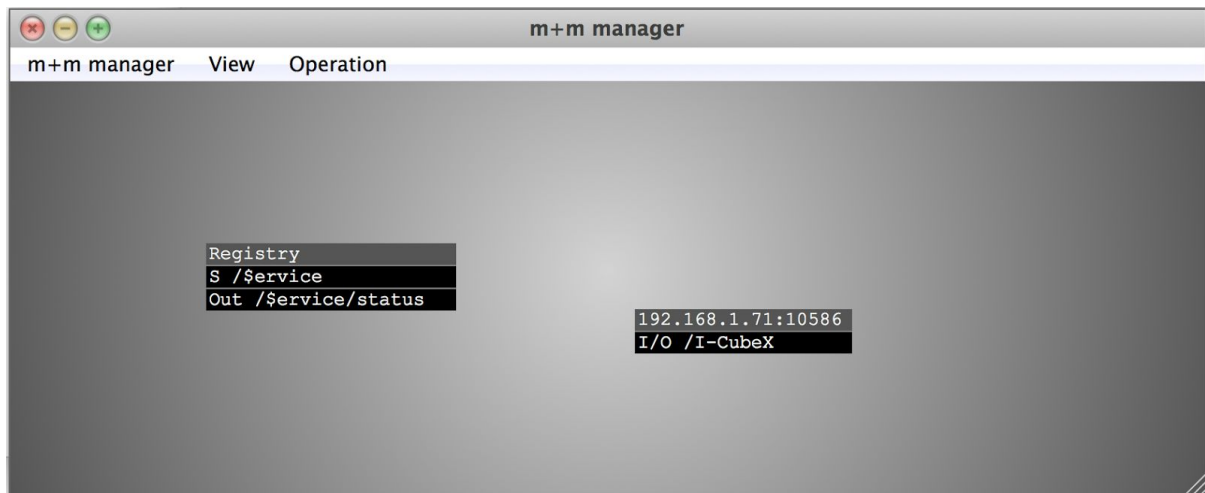 m+m manager
m+m manager View Operation
Registry
S /$ervice
Out /$ervice/status
192.168.1.71:10586
I/O /I-CubeX